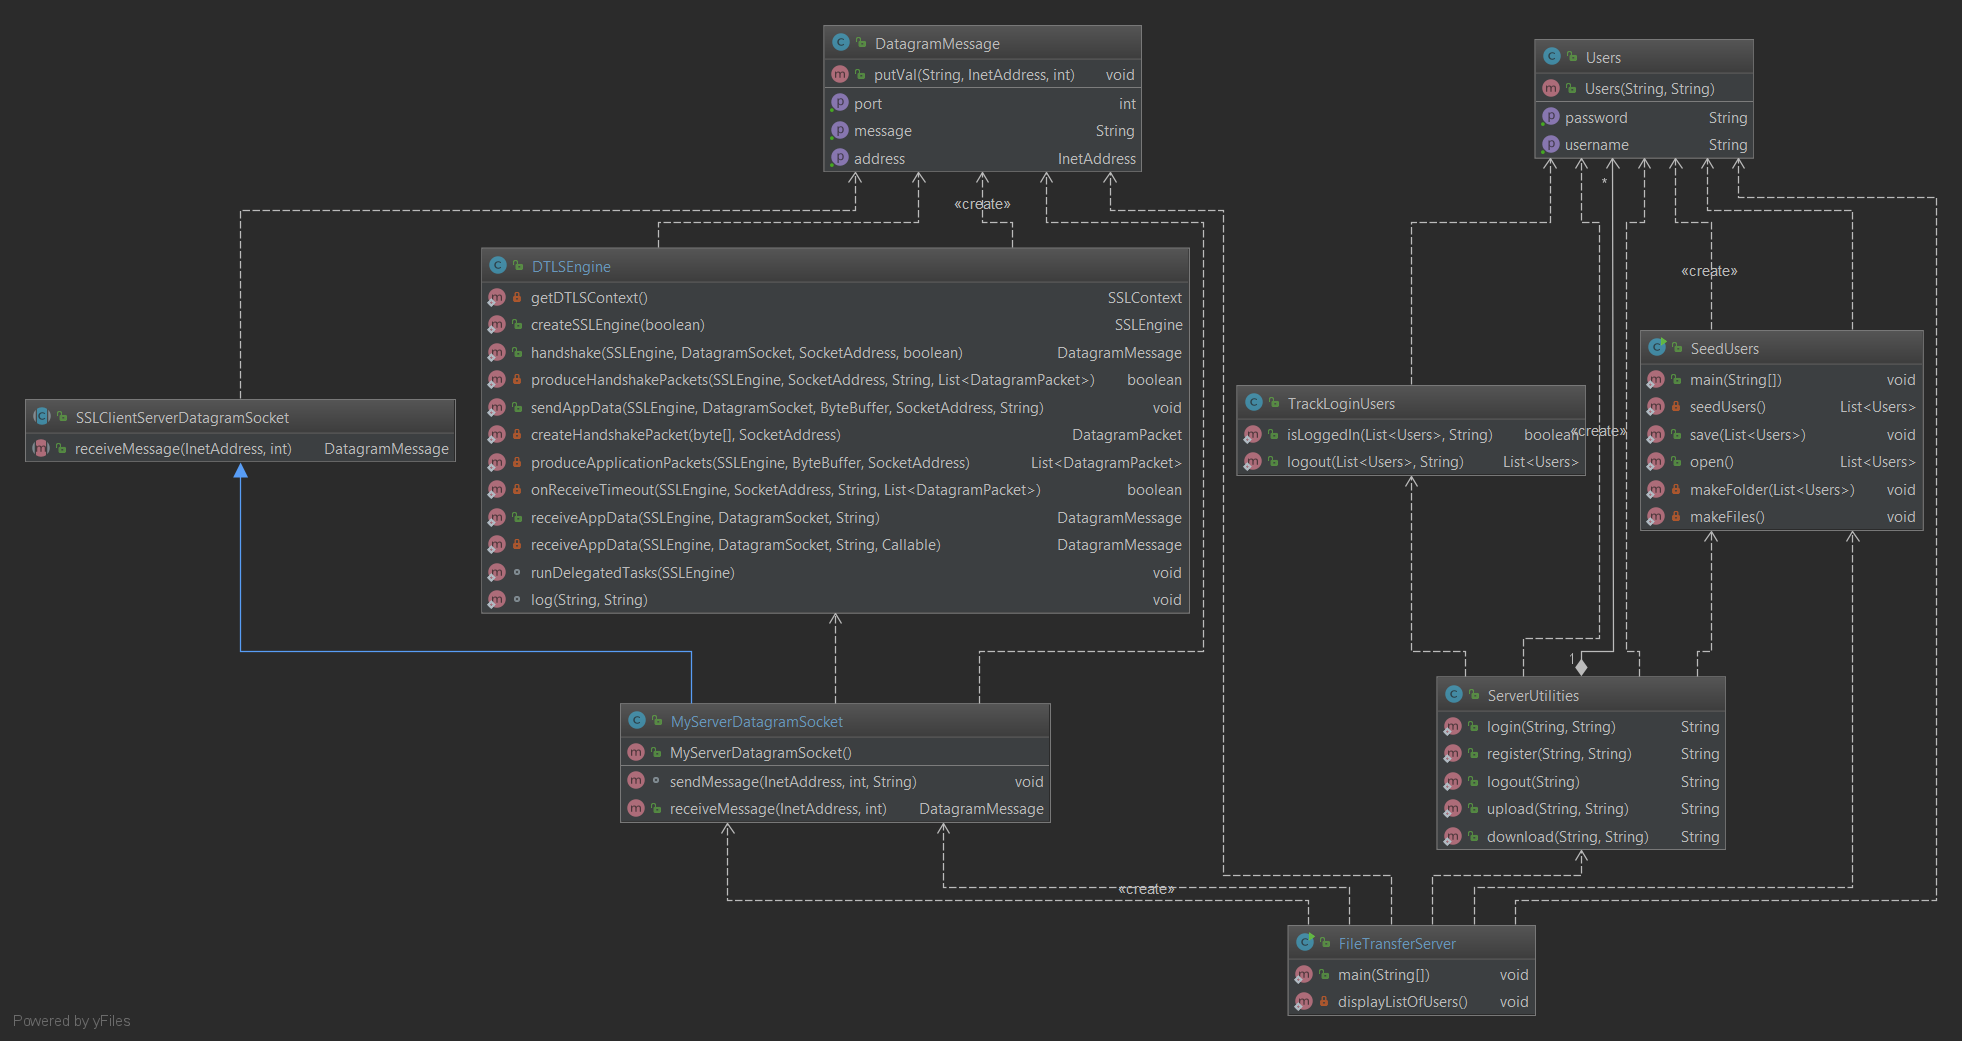 DatagramMessage
putVal(String, InetAddress, int) void
port int
message String
address InetAddress
Users
Users(String, String)
password String
username String
*
«create»
DTLSEngine
getDTLSContext() SSLContext
createSSLEngine(boolean) SSLEngine
handshake(SSLEngine, DatagramSocket, SocketAddress, boolean) DatagramMessage
produceHandshakePackets(SSLEngine, SocketAddress, String, List<DatagramPacket>) boolean
sendAppData(SSLEngine, DatagramSocket, ByteBuffer, SocketAddress, String) void
createHandshakePacket(byte[], SocketAddress) DatagramPacket
produceApplicationPackets(SSLEngine, ByteBuffer, SocketAddress) List<DatagramPacket>
onReceiveTimeout(SSLEngine, SocketAddress, String, List<DatagramPacket>) boolean
receiveAppData(SSLEngine, DatagramSocket, String) DatagramMessage
receiveAppData(SSLEngine, DatagramSocket, String, Callable) DatagramMessage
runDelegatedTasks(SSLEngine) void
log(String, String) void
«create»
SeedUsers
main(String[]) void
seedUsers() List<Users>
save(List<Users>) void
open() List<Users>
makeFolder(List<Users>) void
makeFiles() void
SSLClientServerDatagramSocket
receiveMessage(InetAddress, int) DatagramMessage
TrackLoginUsers
isLoggedIn(List<Users>, String) boolean
logout(List<Users>, String) List<Users>
«create»
1
MyServerDatagramSocket
MyServerDatagramSocket()
sendMessage(InetAddress, int, String) void
receiveMessage(InetAddress, int) DatagramMessage
ServerUtilities
login(String, String) String
register(String, String) String
logout(String) String
upload(String, String) String
download(String, String) String
«create»
FileTransferServer
main(String[]) void
displayListOfUsers() void
Powered by yFiles